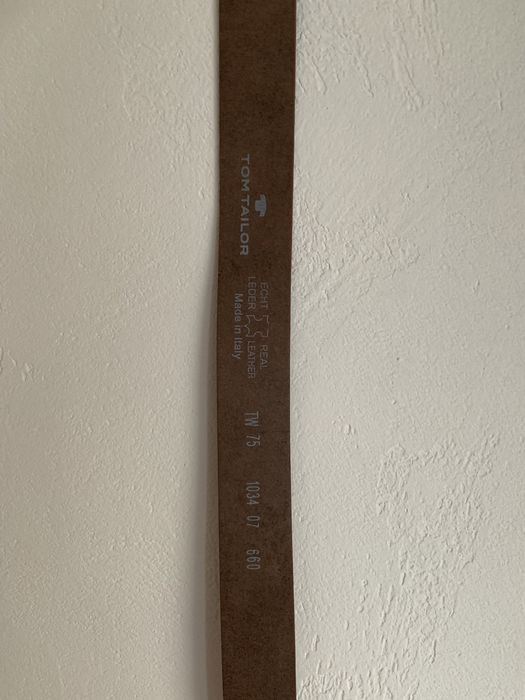 TOM TAILOR
ECHT REAL
LEDER LEATHER
Made in Italy
TW 75 1034 07 660